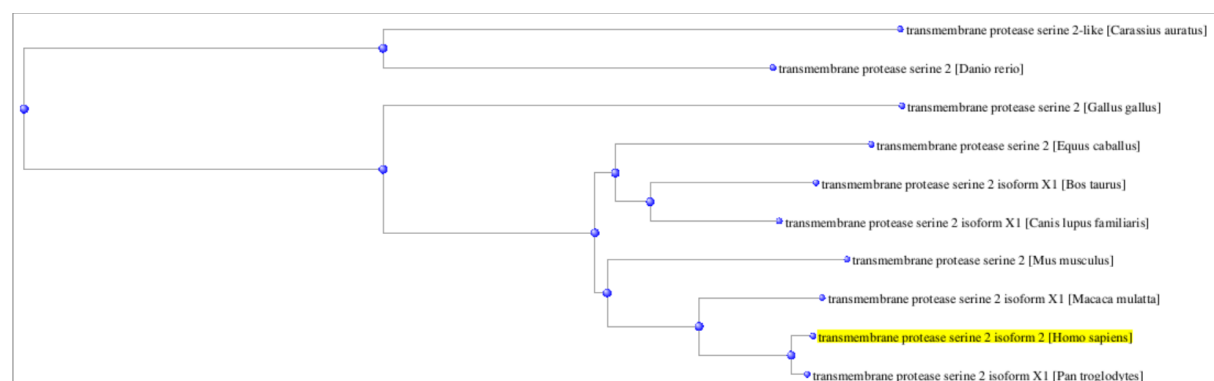 transmembrane protease serine 2-like [Carassius auratus]
transmembrane protease serine 2 [Danio rerio]
transmembrane protease serine 2 [Gallus gallus]
transmembrane protease serine 2 [Equus caballus]
transmembrane protease serine 2 isoform X1 [Bos taurus]
transmembrane protease serine 2 isoform X1 [Canis lupus familiaris]
transmembrane protease serine 2 [Mus musculus]
transmembrane protease serine 2 isoform X1 [Macaca mulatta]
transmembrane protease serine 2 isoform 2 [Homo sapiens]
transmembrane protease serine 2 isoform X1 [Pan troglodytes]